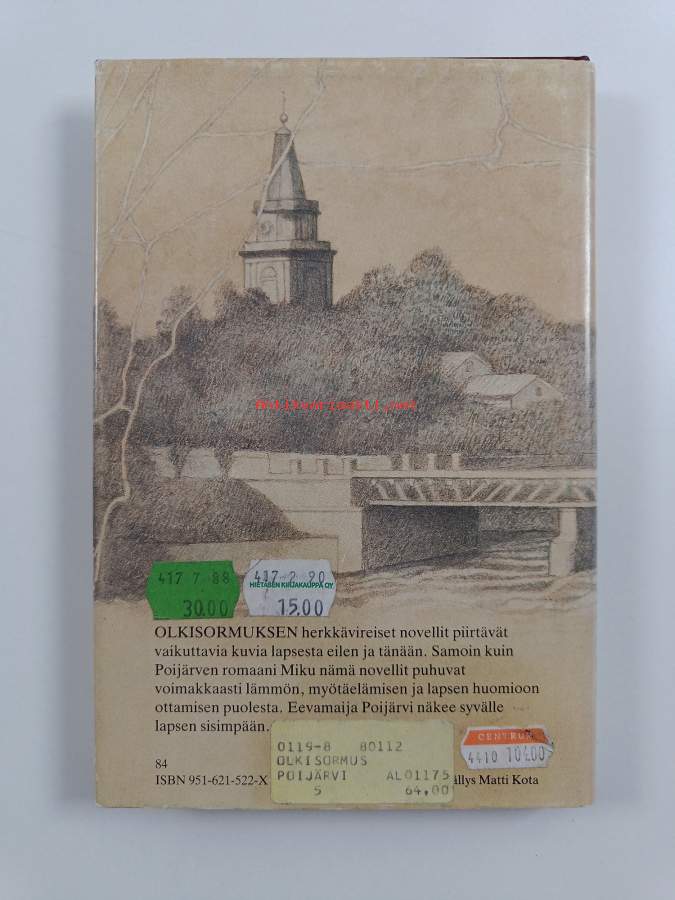 Antikvariaatti.net
417 7 88
30.00
417 2 90
HIETASEN KIRJAKAUPPA OY
15.00
OLKISORMUKSEN herkkävireiset novellit piirtävät
vaikuttavia kuvia lapsesta eilen ja tänään. Samoin kuin
Poijärven romaani Miku nämä novellit puhuvat
voimakkaasti lämmön, myötäelämisen ja lapsen huomioon
ottamisen puolesta. Eevamaija Poijärvi näkee syvälle
lapsen sisimpään.
0119-8 80112
OLKISORMUS
POIJÄRVI AL01175
5 64,00
CENTRUM
4410 104.00
84
ISBN 951-621-522-X
ällys Matti Kota